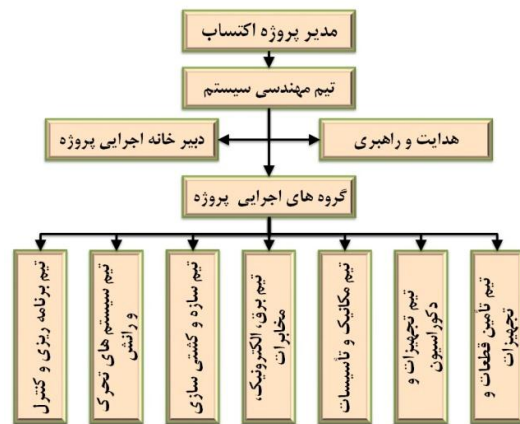 مدیر پروژه اکتساب
تیم مهندسی سیستم
هدایت و راهبری
دبیر خانه اجرایی پروژه
گروه های اجرایی پروژه
تیم تأمین قطعات و
تجهیزات
تیم تجهیزات و
دکوراسیون
تیم مکانیک و تأسیسات
تیم برق، الکترونیک،
مخابرات
تیم سازه و کشتی سازی
تیم سیستم های تحرک
و رانش
تیم برنامه ریزی و کنترل